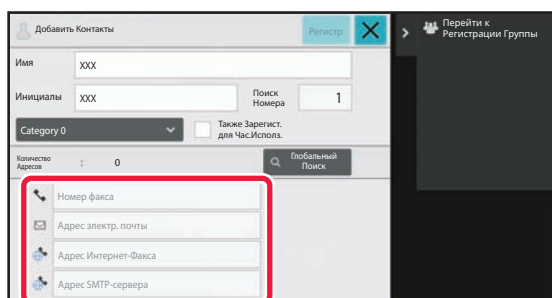 Добавить Контакты
Регистр
Перейти к
Регистрации Группы
Имя
xxx
Инициалы
xxx
Поиск
Номера
1
Category 0
Также Зарегист.
для Час.Исполз.
Количество
Адресов
:
0
Глобальный
Поиск
Номер факса
Адрес электр. почты
Адрес Интернет-Факса
Адрес SMTP-сервера